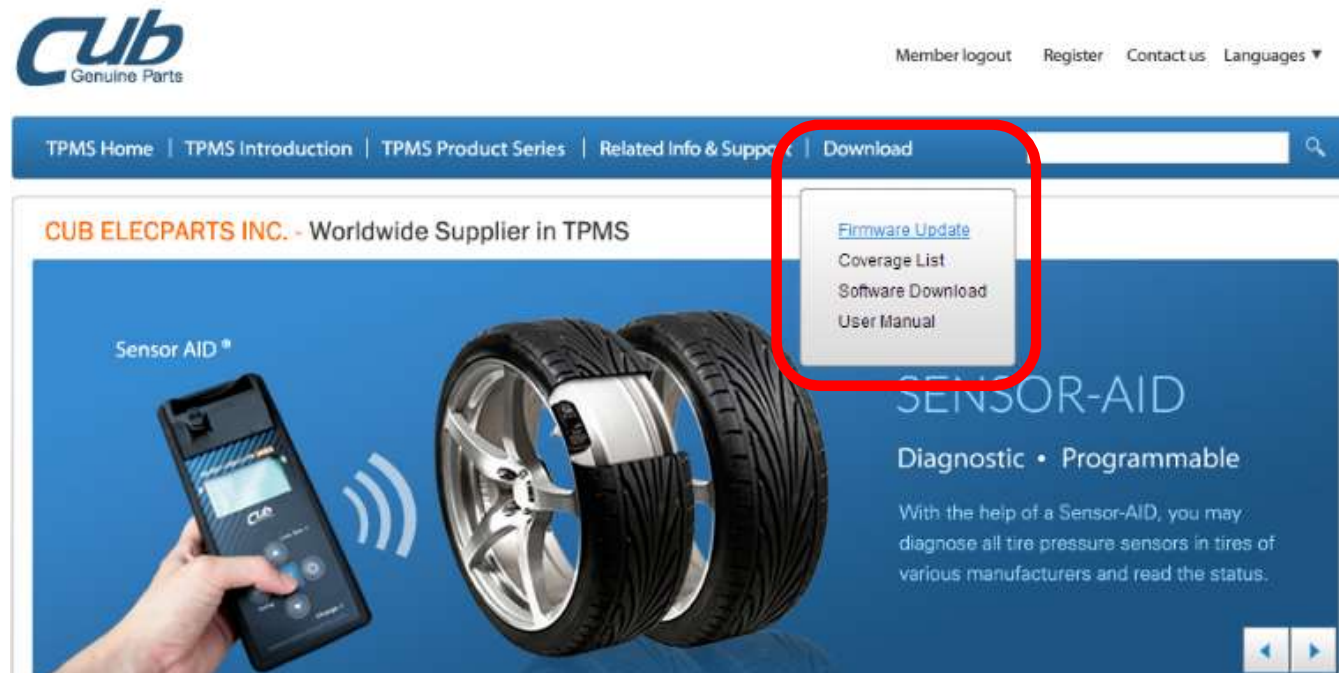 Cub
Genuine Parts
Member logout Register Contact us Languages ▼
TPMS Home | TPMS Introduction | TPMS Product Series | Related Info & Support | Download
CUB ELECPARTS INC. - Worldwide Supplier in TPMS
Firmware Update
Coverage List
Software Download
User Manual
Sensor AID ®
Cub
SENSOR-AID
Diagnostic • Programmable
With the help of a Sensor-AID, you may
diagnose all tire pressure sensors in tires of
various manufacturers and read the status.